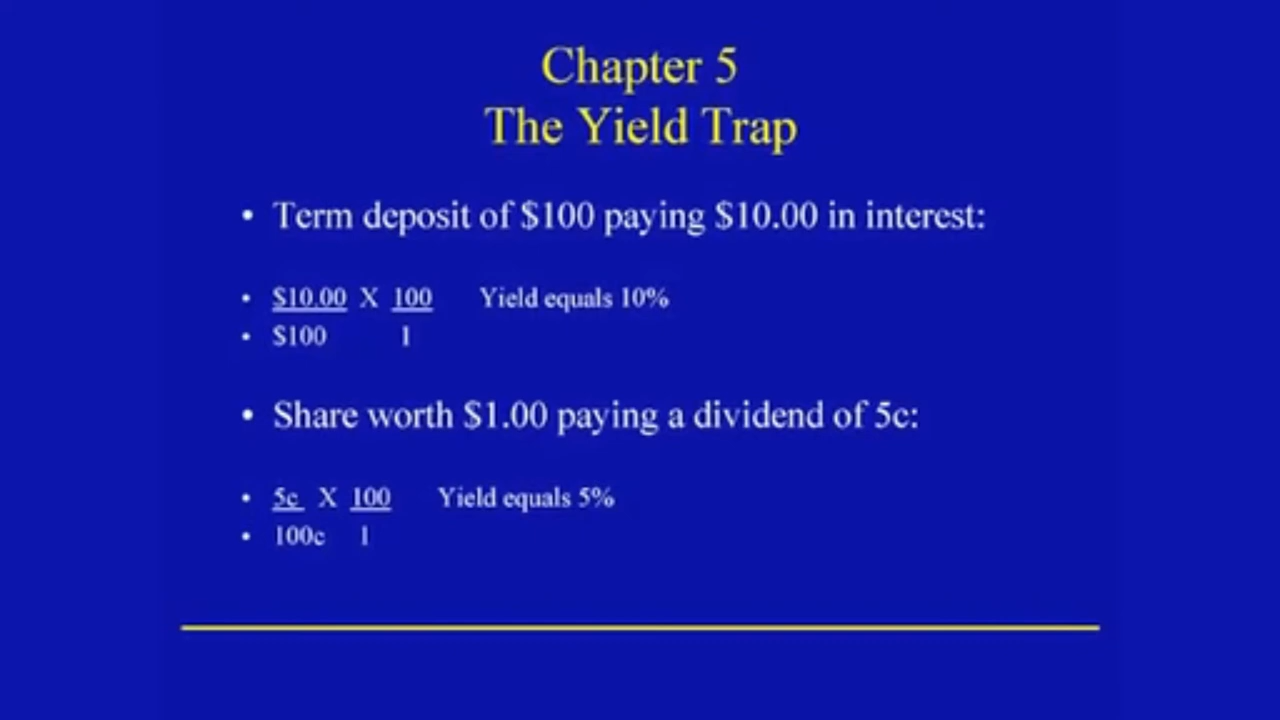 Chapter 5
The Yield Trap
• Term deposit of $100 paying $10.00 in interest:
• $10.00 X 100 Yield equals 10%
• $100 1
• Share worth $1.00 paying a dividend of 5c:
• 5c X 100 Yield equals 5%
• 100c 1